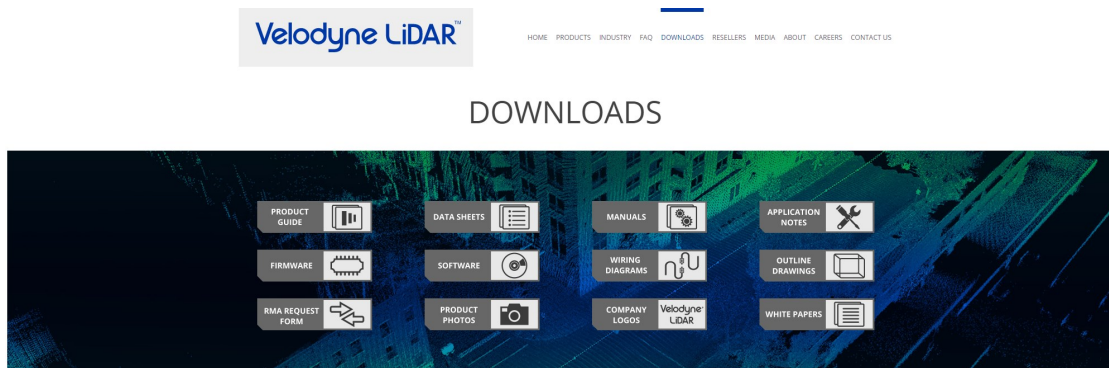 Velodyne LiDAR™
HOME PRODUCTS INDUSTRY FAQ DOWNLOADS RESELLERS MEDIA ABOUT CAREERS CONTACT US
DOWNLOADS
PRODUCT
GUIDE
DATA SHEETS
MANUALS
APPLICATION
NOTES
FIRMWARE
SOFTWARE
WIRING
DIAGRAMS
OUTLINE
DRAWINGS
RMA REQUEST
FORM
PRODUCT
PHOTOS
COMPANY
LOGOS
Velodyne
LiDAR
WHITE PAPERS